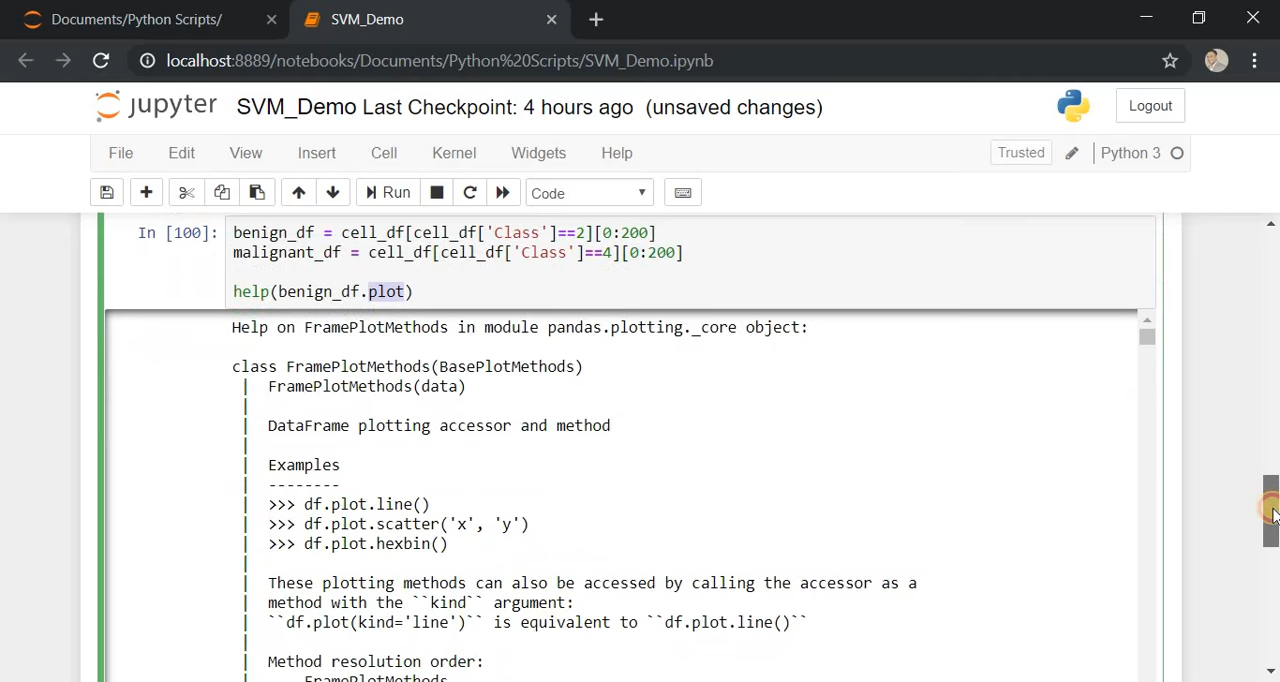 Documents/Python Scripts/
SVM_Demo
localhost:8889/notebooks/Documents/Python%20Scripts/SVM_Demo.ipynb
jupyter SVM_Demo Last Checkpoint: 4 hours ago (unsaved changes)
Logout
File Edit View Insert Cell Kernel Widgets Help
Trusted
Python 3
Run
Code
In [100]:
benign_df = cell_df[cell_df['Class']==2][0:200]
malignant_df = cell_df[cell_df['Class']==4][0:200]
help(benign_df.plot)
Help on FramePlotMethods in module pandas.plotting._core object:
class FramePlotMethods(BasePlotMethods)
 |  FramePlotMethods(data)
 |
 |  DataFrame plotting accessor and method
 |
 |  Examples
 |  --------
 |  >>> df.plot.line()
 |  >>> df.plot.scatter('x', 'y')
 |  >>> df.plot.hexbin()
 |
 |  These plotting methods can also be accessed by calling the accessor as a
 |  method with the ``kind`` argument:
 |  ``df.plot(kind='line')`` is equivalent to ``df.plot.line()``
 |
 |  Method resolution order:
 |      FramePlotMethods